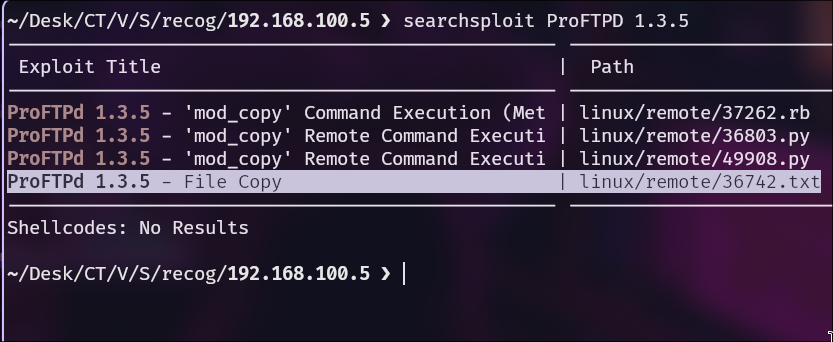 ~/Desk/CT/V/S/recog/192.168.100.5 ❯ searchsploit ProFTPD 1.3.5
Exploit Title | Path
ProFTPd 1.3.5 - 'mod_copy' Command Execution (Met | linux/remote/37262.rb
ProFTPd 1.3.5 - 'mod_copy' Remote Command Executi | linux/remote/36803.py
ProFTPd 1.3.5 - 'mod_copy' Remote Command Executi | linux/remote/49908.py
ProFTPd 1.3.5 - File Copy | linux/remote/36742.txt
Shellcodes: No Results
~/Desk/CT/V/S/recog/192.168.100.5 ❯